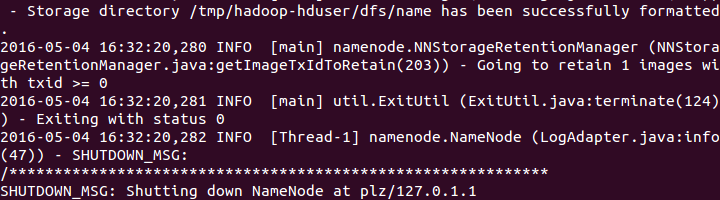 - Storage directory /tmp/hadoop-hduser/dfs/name has been successfully formatted
.
2016-05-04 16:32:20,280 INFO  [main] namenode.NNStorageRetentionManager (NNStora
geRetentionManager.java:getImageTxIdToRetain(203)) - Going to retain 1 images wi
th txid >= 0
2016-05-04 16:32:20,281 INFO  [main] util.ExitUtil (ExitUtil.java:terminate(124)
) - Exiting with status 0
2016-05-04 16:32:20,282 INFO  [Thread-1] namenode.NameNode (LogAdapter.java:info
(47)) - SHUTDOWN_MSG:
/************************************************************
SHUTDOWN_MSG: Shutting down NameNode at plz/127.0.1.1